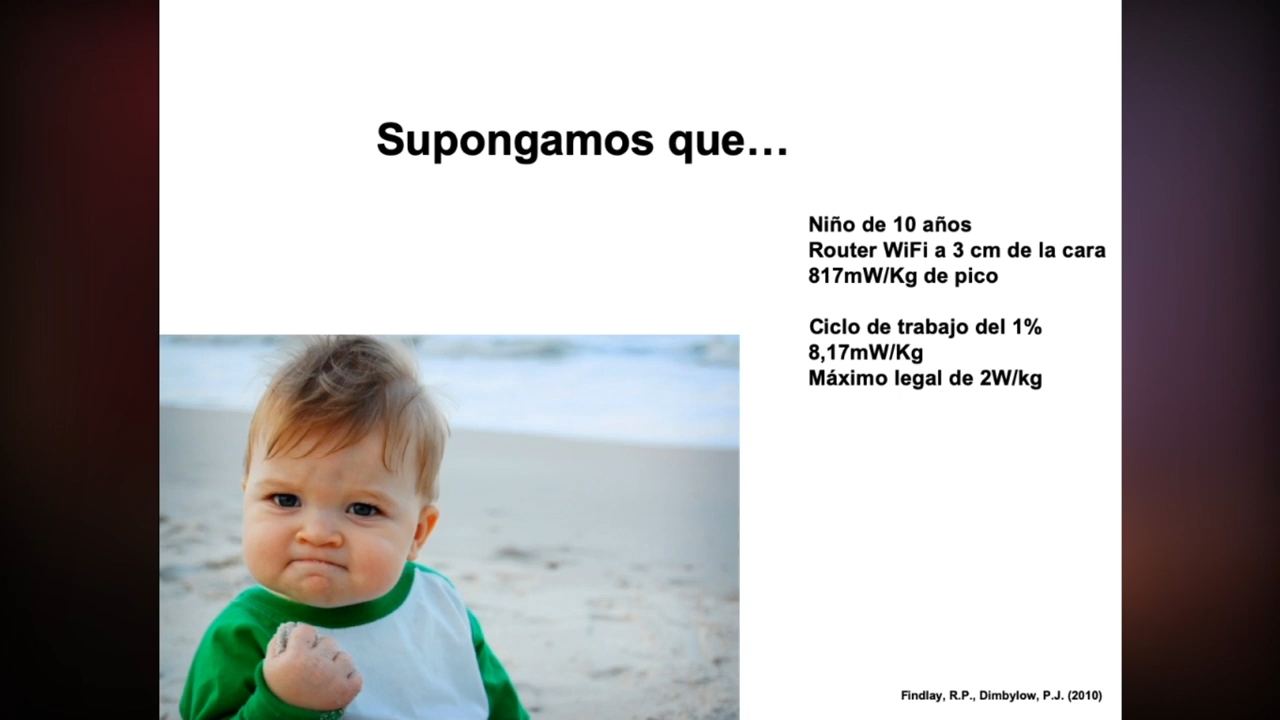 Supongamos que…
Niño de 10 años
Router WiFi a 3 cm de la cara
817mW/Kg de pico
Ciclo de trabajo del 1%
8,17mW/Kg
Máximo legal de 2W/kg
Findlay, R.P., Dimbylow, P.J. (2010)